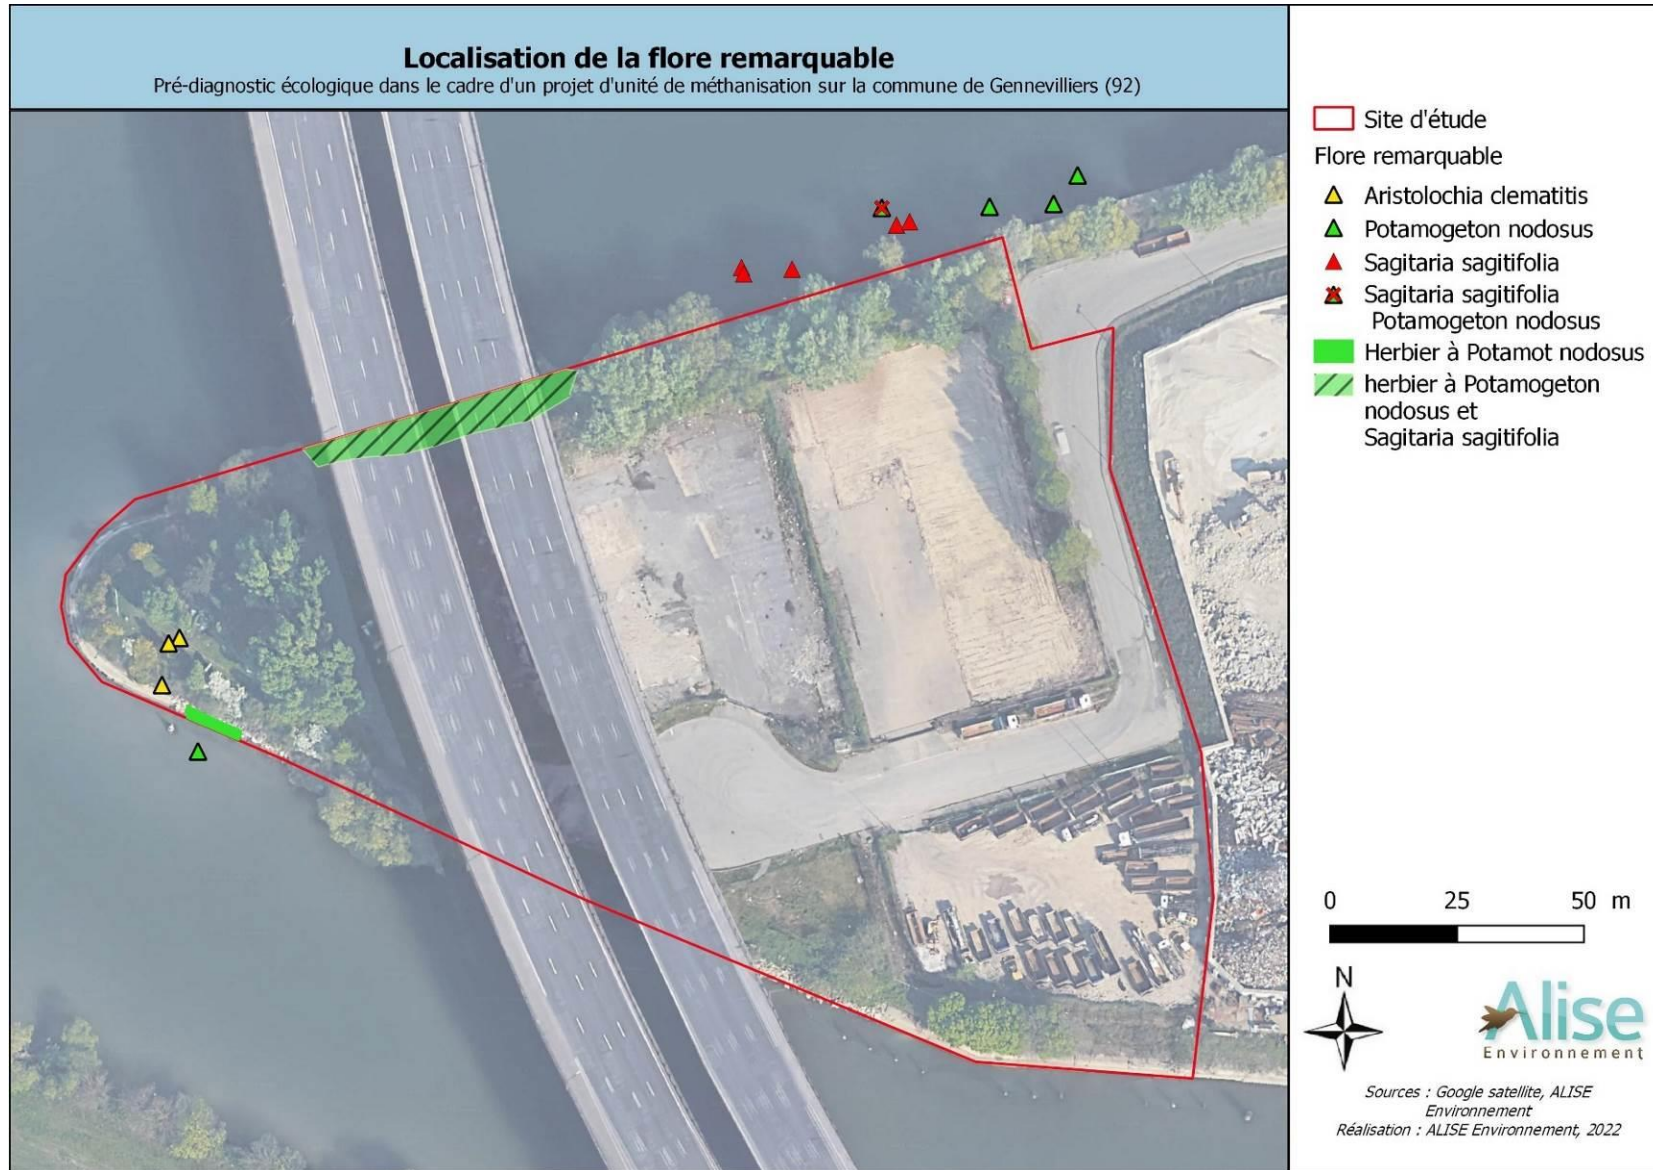 Localisation de la flore remarquable
Pré-diagnostic écologique dans le cadre d'un projet d'unité de méthanisation sur la commune de Gennevilliers (92)
Site d'étude
Flore remarquable
Aristolochia clematitis
Potamogeton nodosus
Sagitaria sagitifolia
Sagitaria sagitifolia
Potamogeton nodosus
Herbier à Potamot nodosus
herbier à Potamogeton
nodosus et
Sagitaria sagitifolia
0 25 50 m
N
Alise
Environnement
Sources : Google satellite, ALISE
Environnement
Réalisation : ALISE Environnement, 2022